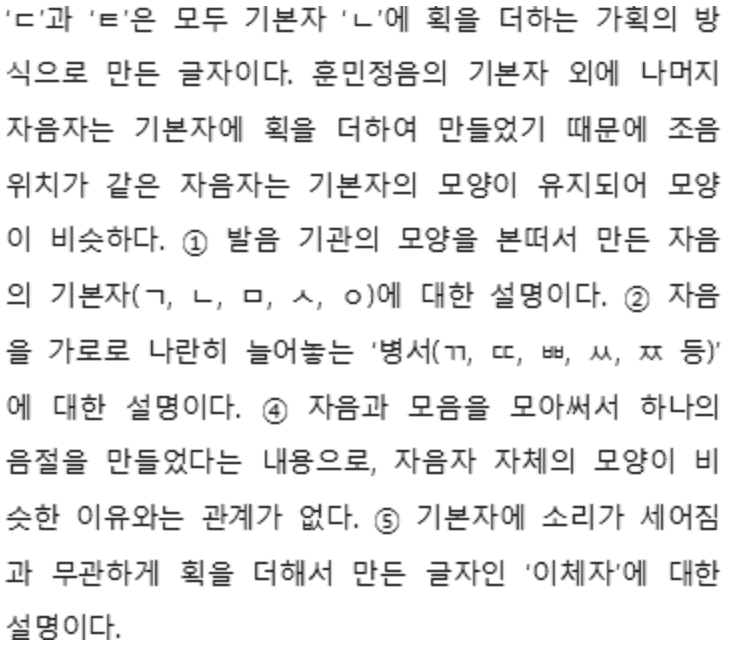 ‘ㄷ’과 ‘ㅌ’은 모두 기본자 ‘ㄴ’에 획을 더하는 가획의 방
식으로 만든 글자이다. 훈민정음의 기본자 외에 나머지
자음자는 기본자에 획을 더하여 만들었기 때문에 조음
위치가 같은 자음자는 기본자의 모양이 유지되어 모양
이 비슷하다. ① 발음 기관의 모양을 본떠서 만든 자음
의 기본자(ㄱ, ㄴ, ㅁ, ㅅ, ㅇ)에 대한 설명이다. ② 자음
을 가로로 나란히 늘어놓는 ‘병서(ㄲ, ㄸ, ㅃ, ㅆ, ㅉ 등)’
에 대한 설명이다. ④ 자음과 모음을 모아써서 하나의
음절을 만들었다는 내용으로, 자음자 자체의 모양이 비
슷한 이유와는 관계가 없다. ⑤ 기본자에 소리가 세어짐
과 무관하게 획을 더해서 만든 글자인 ‘이체자’에 대한
설명이다.